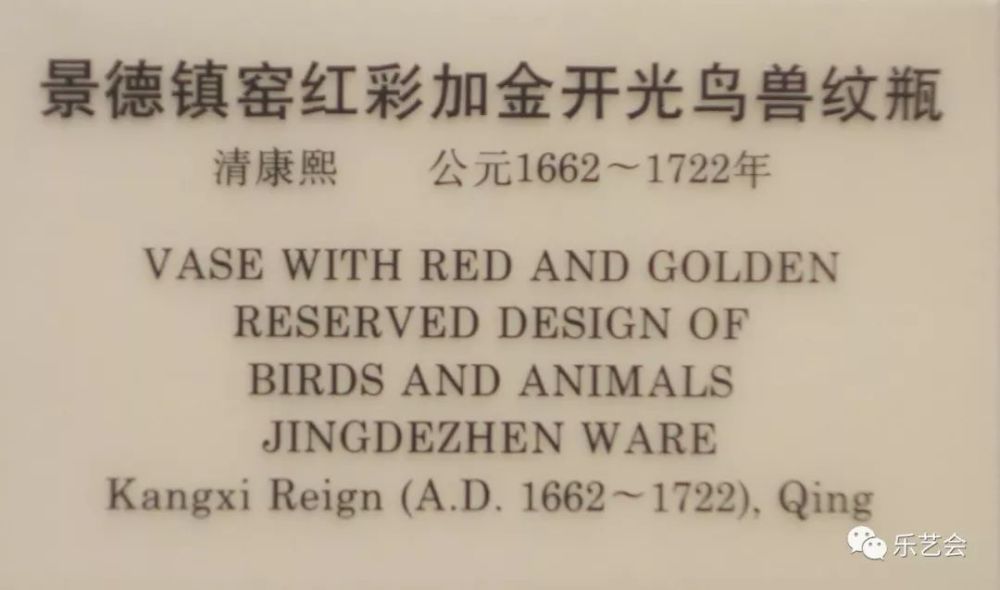 景德镇窑红彩加金开光鸟兽纹瓶
清康熙 公元1662～1722年
VASE WITH RED AND GOLDEN
RESERVED DESIGN OF
BIRDS AND ANIMALS
JINGDEZHEN WARE
Kangxi Reign (A.D. 1662～1722), Qing
乐艺会